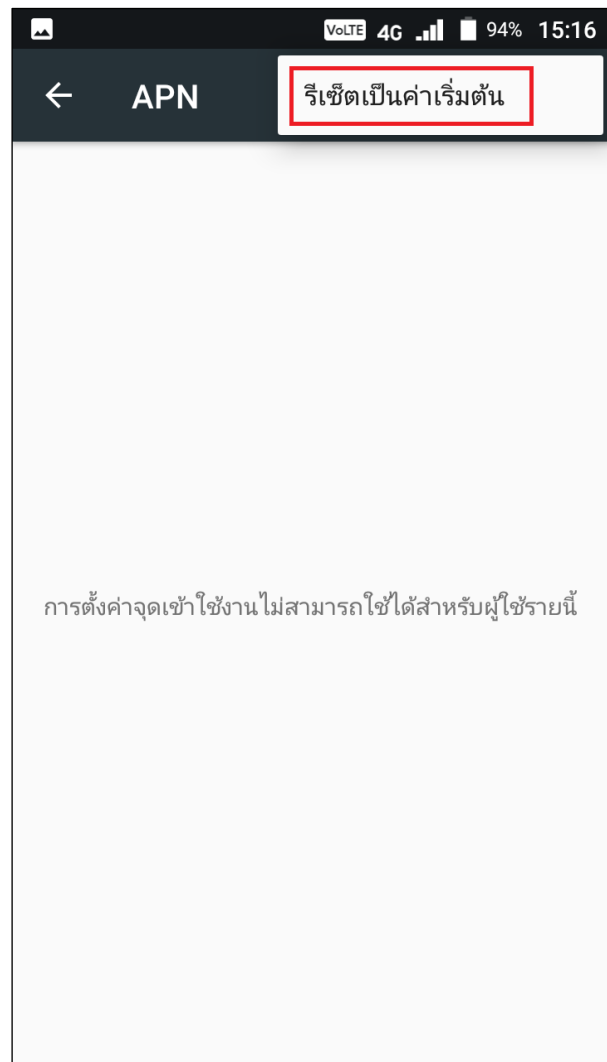 VoLTE 4G 94% 15:16
APN
รีเซ็ตเป็นค่าเริ่มต้น
การตั้งค่าจุดเข้าใช้งานไม่สามารถใช้ได้สำหรับผู้ใช้รายนี้